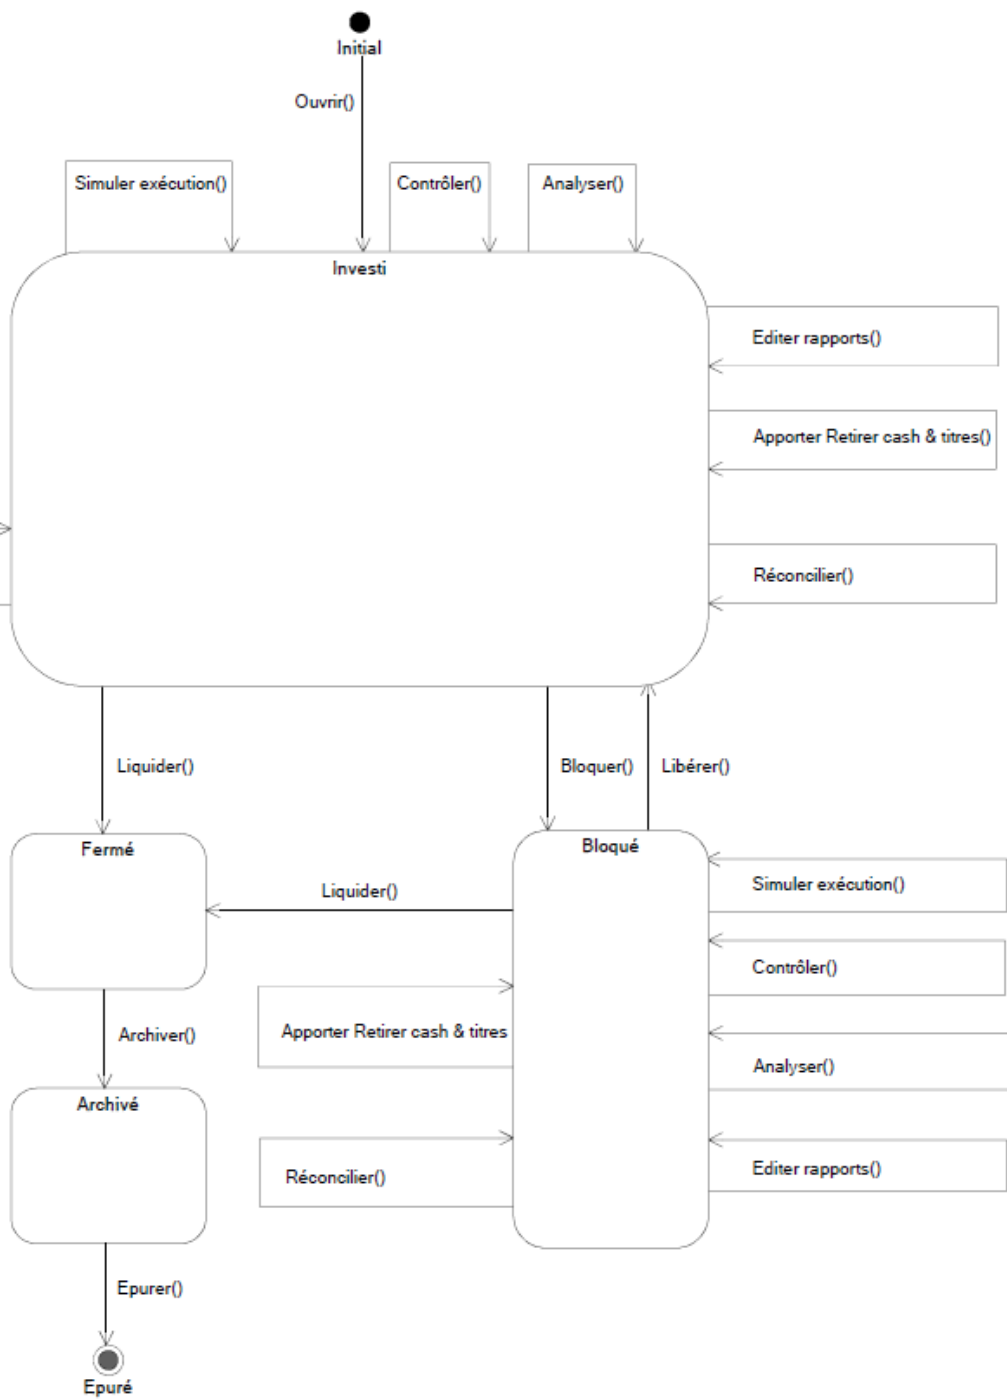 Initial
Ouvrir()
Simuler exécution()
Contrôler()
Analyser()
Investi
Editer rapports()
Apporter Retirer cash & titres()
Réconcilier()
Liquider()
Bloquer()
Libérer()
Fermé
Bloqué
Liquider()
Simuler exécution()
Contrôler()
Apporter Retirer cash & titres
Archiver()
Analyser()
Archivé
Réconcilier()
Editer rapports()
Epurer()
Epuré